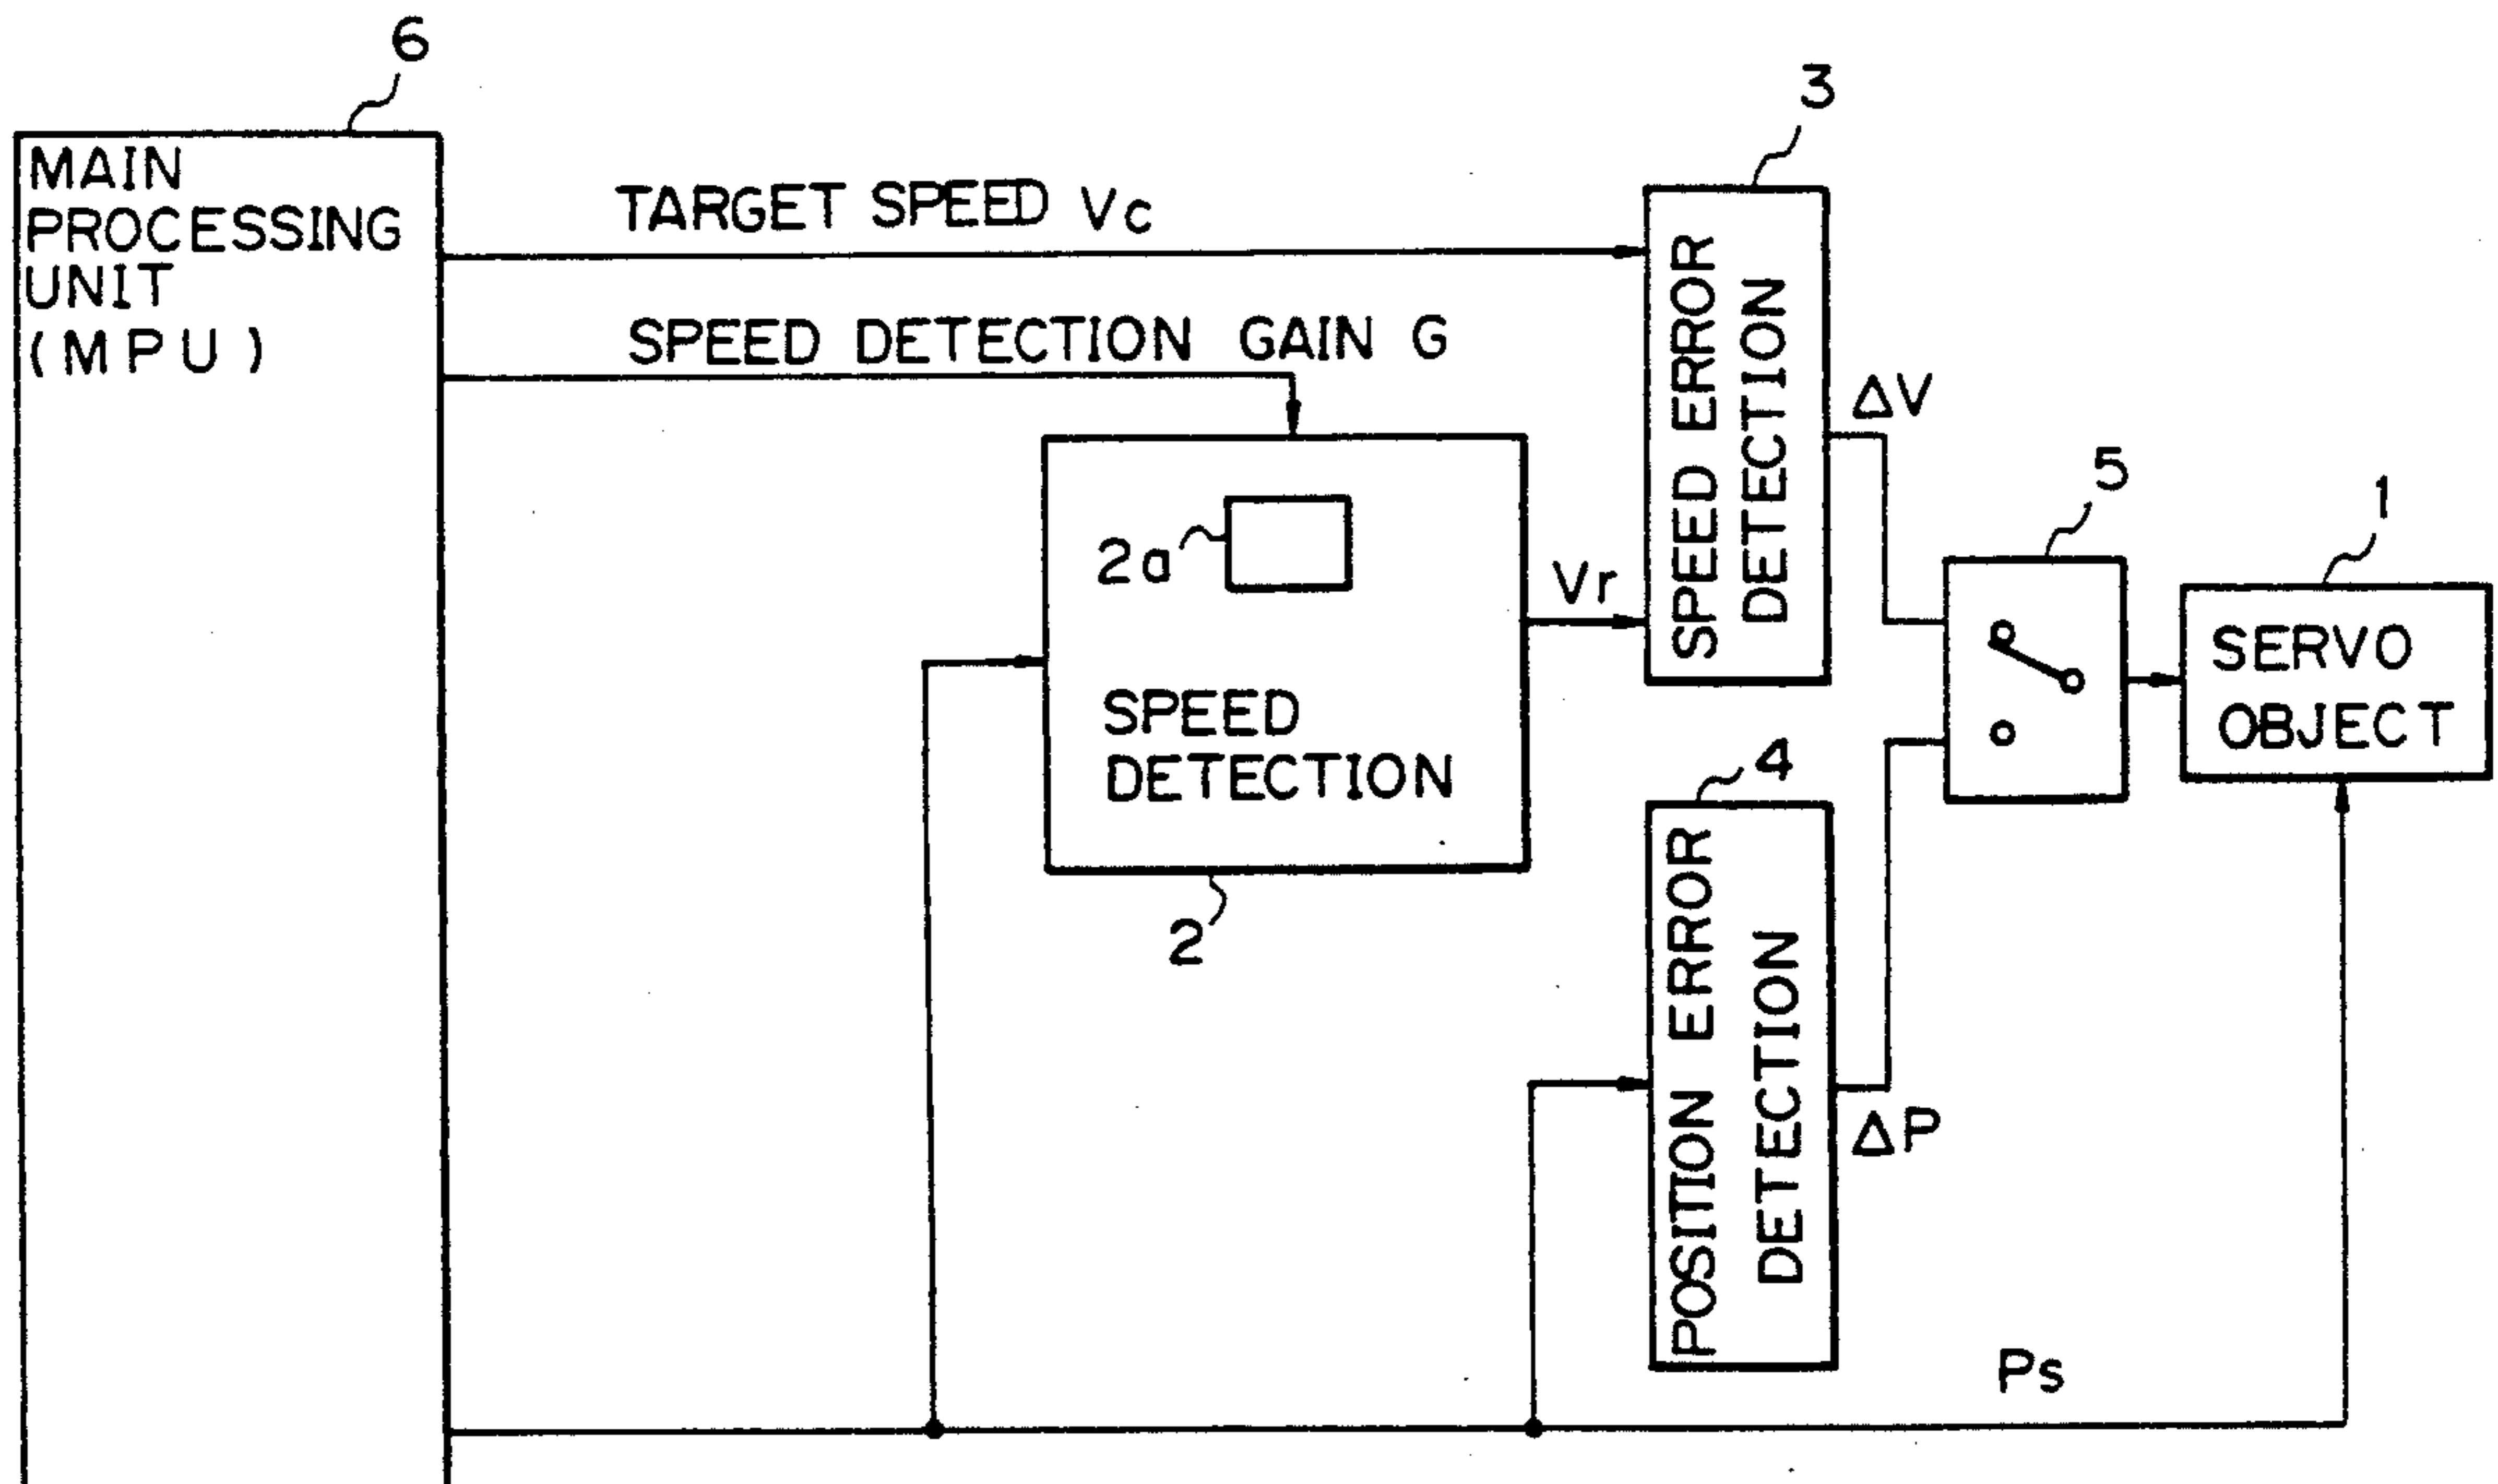 6
MAIN
PROCESSING
UNIT
(MPU)
TARGET SPEED Vc
SPEED DETECTION GAIN G
3
SPEED ERROR
DETECTION
ΔV
2a
SPEED
DETECTION
2
Vr
5
1
SERVO
OBJECT
4
POSITION ERROR
DETECTION
ΔP
Ps